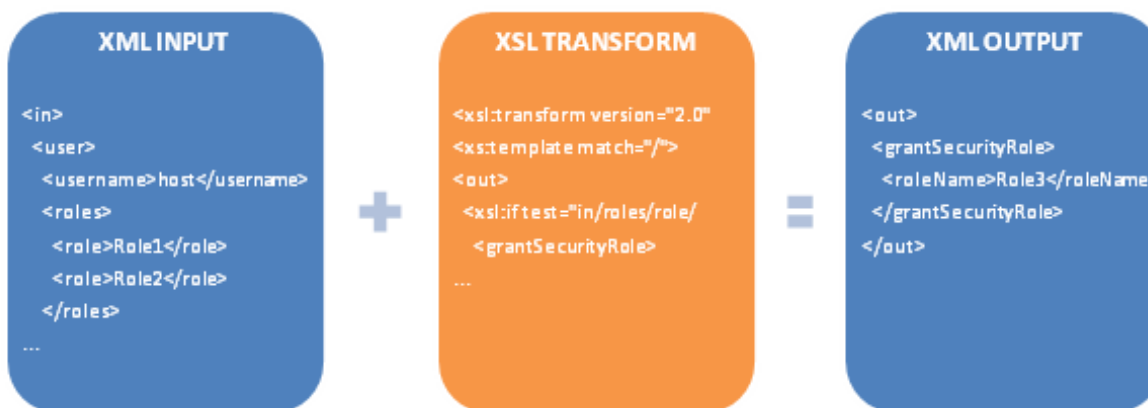 XML INPUT
<in>
<user>
<username>host</username>
<roles>
<role>Role1</role>
<role>Role2</role>
</roles>
...
+
XSL TRANSFORM
<xsl:transform version="2.0"
<xs:template match="/">
<out>
<xsl:if test="in/roles/role/
<grantSecurityRole>
...
=
XML OUTPUT
<out>
<grantSecurityRole>
<roleName>Role3</roleName
</grantSecurityRole>
</out>